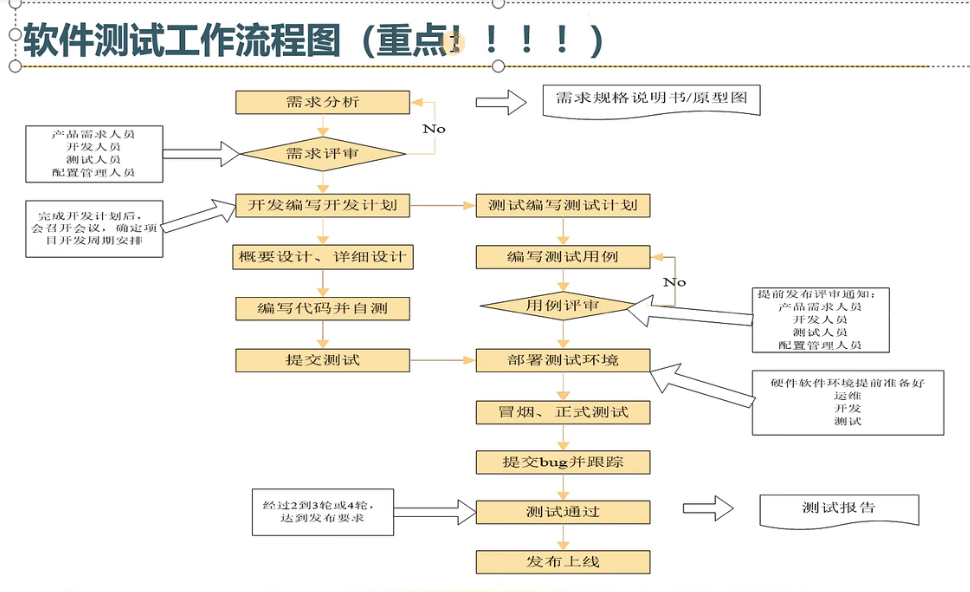 软件测试工作流程图（重点！！！！！）
需求分析
需求规格说明书/原型图
No
产品需求人员
开发人员
测试人员
配置管理人员
需求评审
开发编写开发计划
测试编写测试计划
完成开发计划后，
会召开会议，确定项
目开发周期安排
概要设计、详细设计
编写测试用例
No
编写代码并自测
用例评审
提前发布评审通知：
产品需求人员
开发人员
测试人员
配置管理人员
提交测试
部署测试环境
硬件软件环境提前准备好
运维
开发
测试
冒烟、正式测试
提交bug并跟踪
经过2到3轮或4轮，
达到发布要求
测试通过
测试报告
发布上线